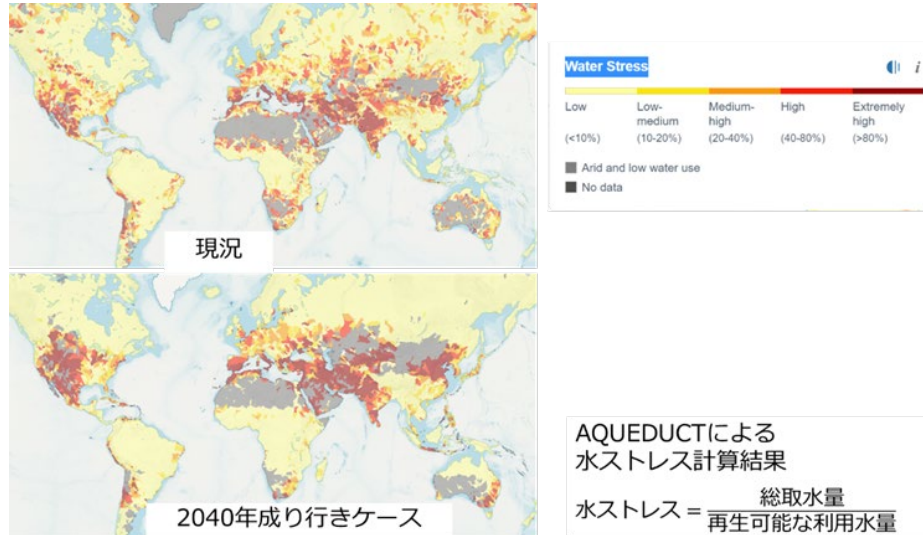 現況
2040年成り行きケース
Water Stress
i
Low
(<10%)
Low-
medium
(10-20%)
Medium-
high
(20-40%)
High
(40-80%)
Extremely
high
(>80%)
Arid and low water use
No data
AQUEDUCTによる
水ストレス計算結果
水ストレス = 総取水量
再生可能な利用水量